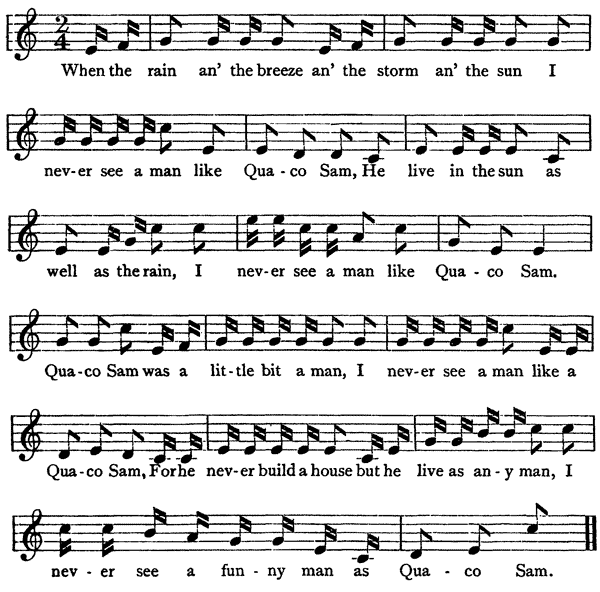 2 4
When the rain an' the breeze an' the storm an' the sun I
nev-er see a man like Qua - co Sam, He live in the sun as
well as the rain, I nev-er see a man like Qua - co Sam.
Qua-co Sam was a lit-tle bit a man, I nev-er see a man like a
Qua-co Sam, For he nev-er build a house but he live as an-y man, I
nev - er see a fun-ny man as Qua - co Sam.